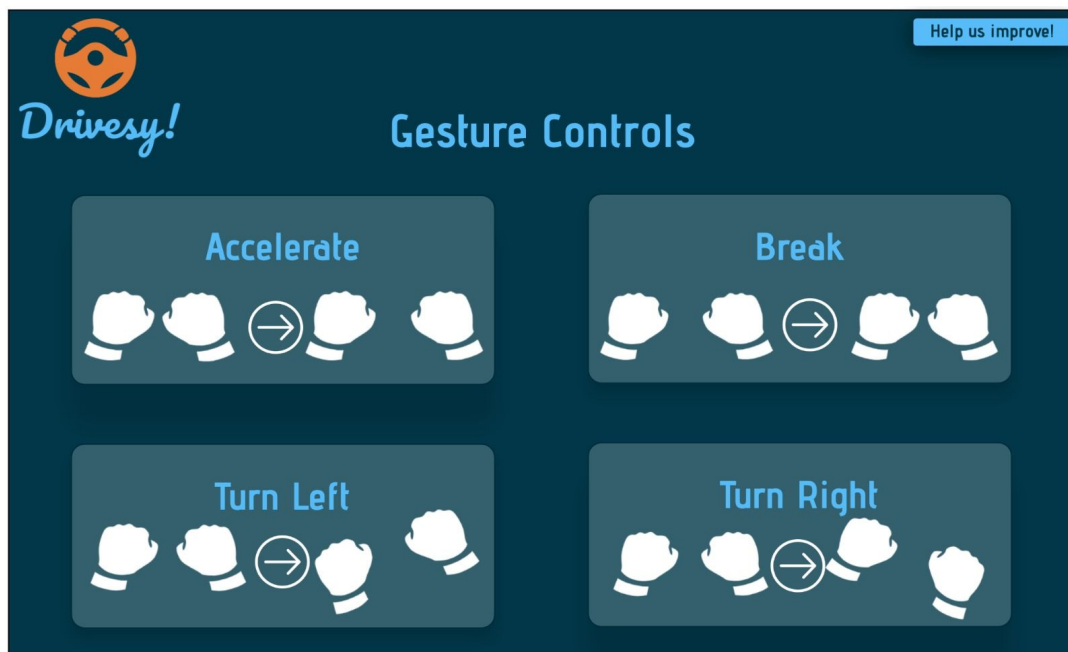 Help us improve!
Drivesy!
Gesture Controls
Accelerate
Break
Turn Left
Turn Right